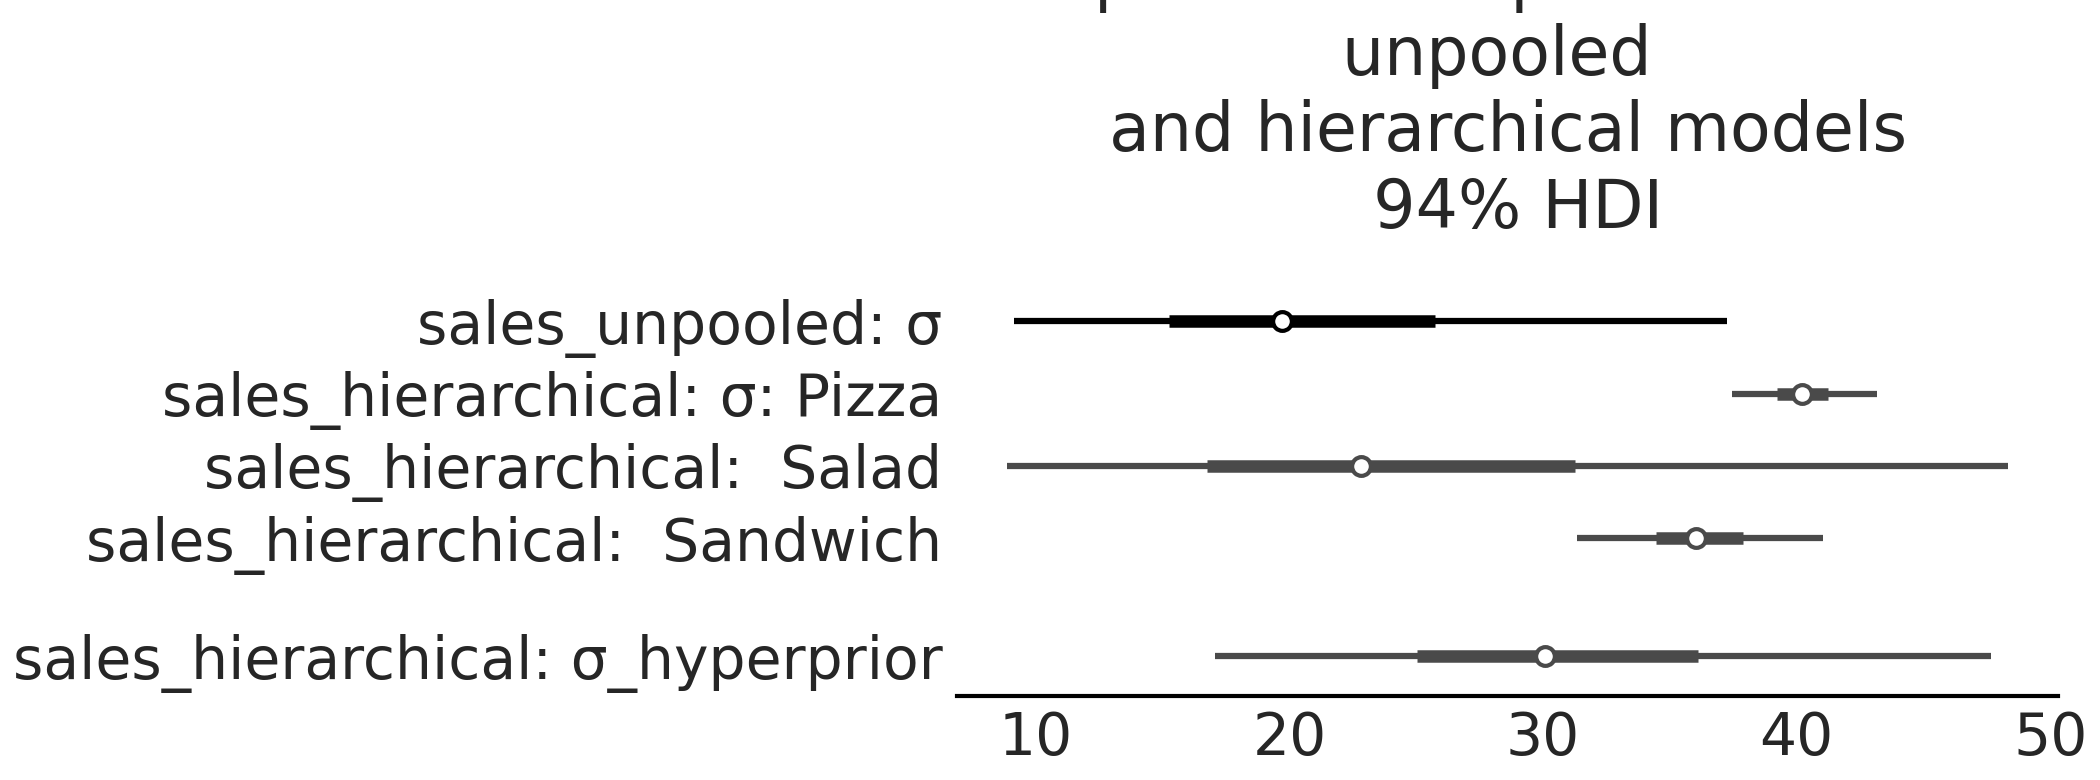 unpooled
and hierarchical models
94% HDI
sales_unpooled: σ
sales_hierarchical: σ: Pizza
sales_hierarchical:  Salad
sales_hierarchical:  Sandwich
sales_hierarchical: σ_hyperprior
10 20 30 40 50